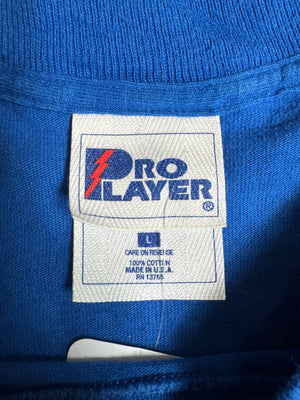 PRO
PLAYER®
L
CARE ON REVERSE
100% COTTON
MADE IN U.S.A.
RN 13765